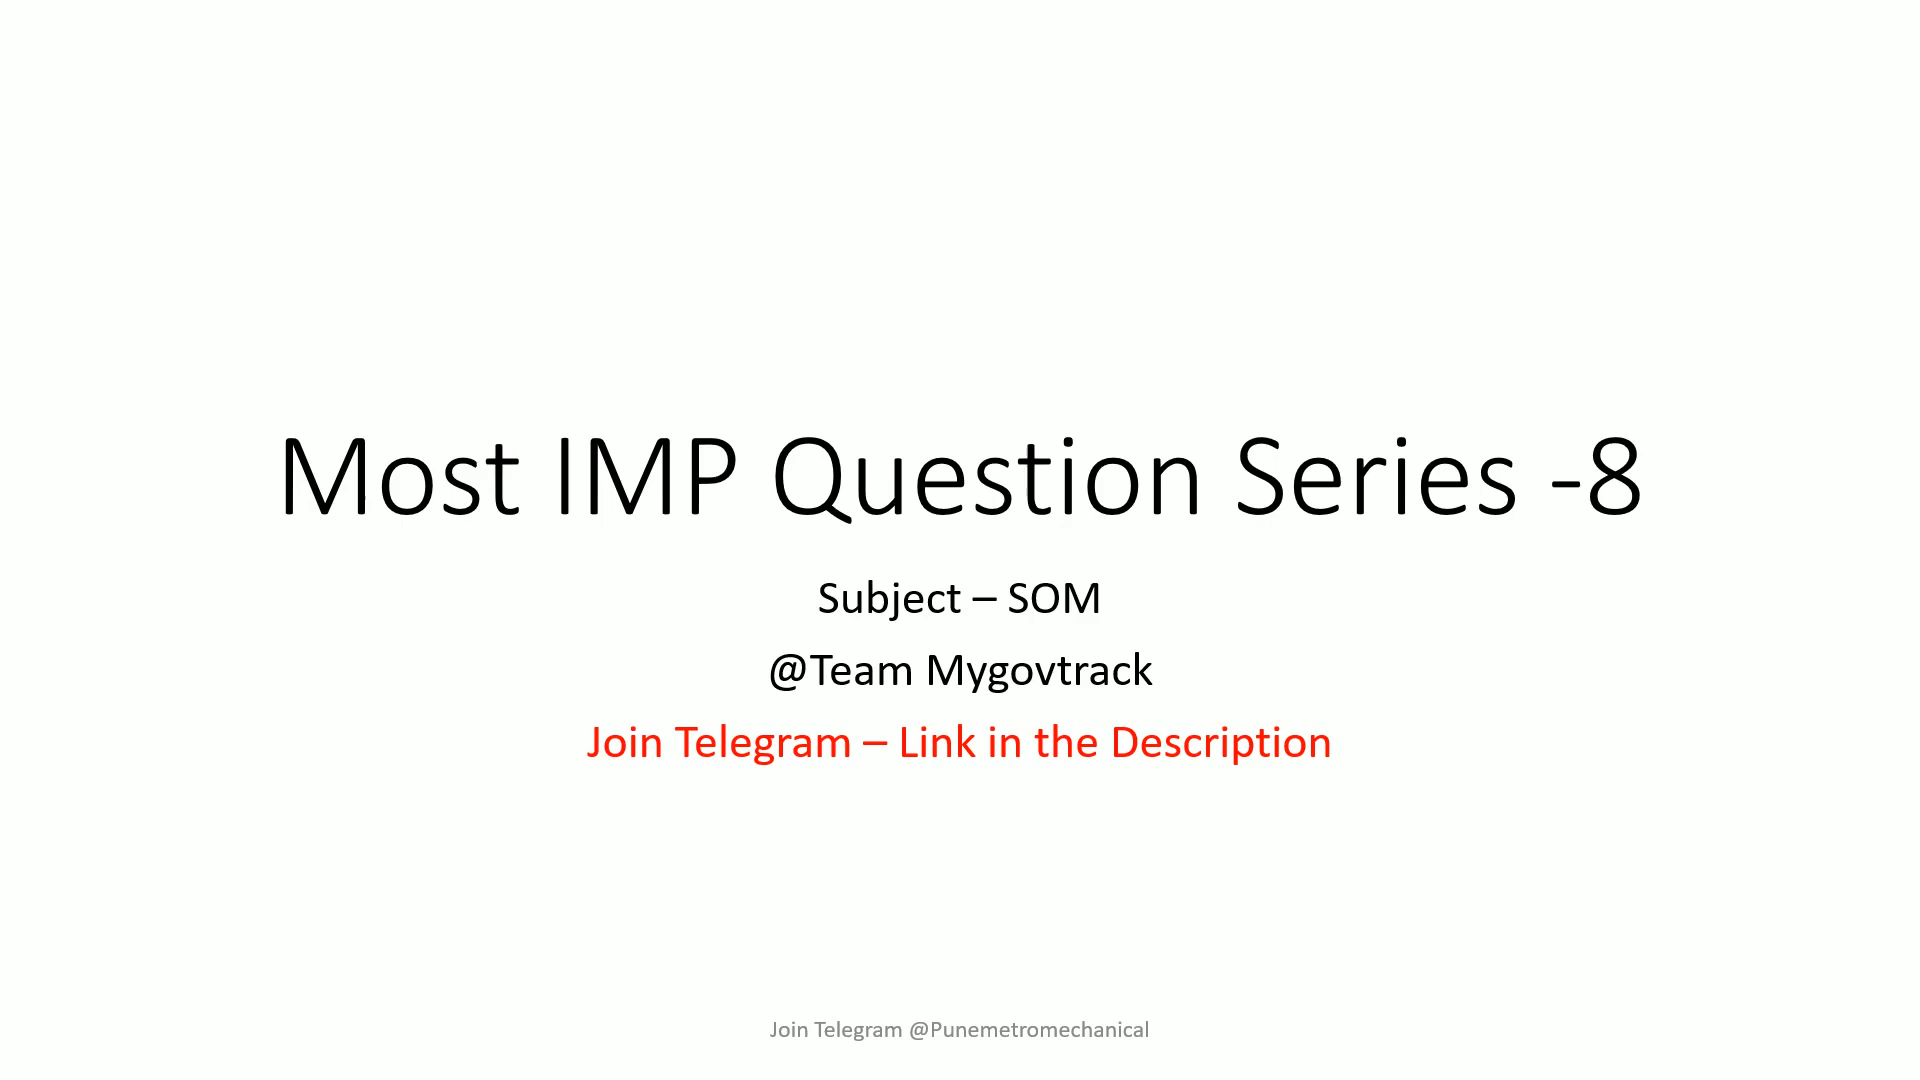 Most IMP Question Series -8
Subject – SOM
@Team Mygovtrack
Join Telegram – Link in the Description
Join Telegram @Punemetromechanical